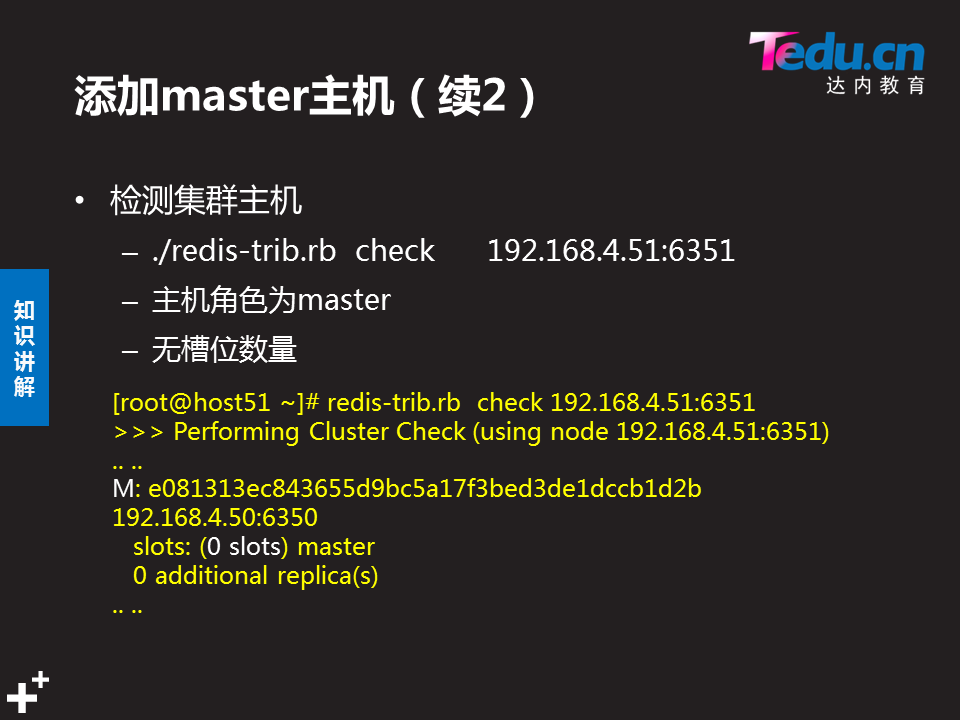 Tedu.cn
达内教育
添加master主机（续2）
• 检测集群主机
– ./redis-trib.rb check 192.168.4.51:6351
– 主机角色为master
– 无槽位数量
知识讲解
[root@host51 ~]# redis-trib.rb check 192.168.4.51:6351
>>> Performing Cluster Check (using node 192.168.4.51:6351)
.. ..
M: e081313ec843655d9bc5a17f3bed3de1dccb1d2b
192.168.4.50:6350
slots: (0 slots) master
0 additional replica(s)
.. ..